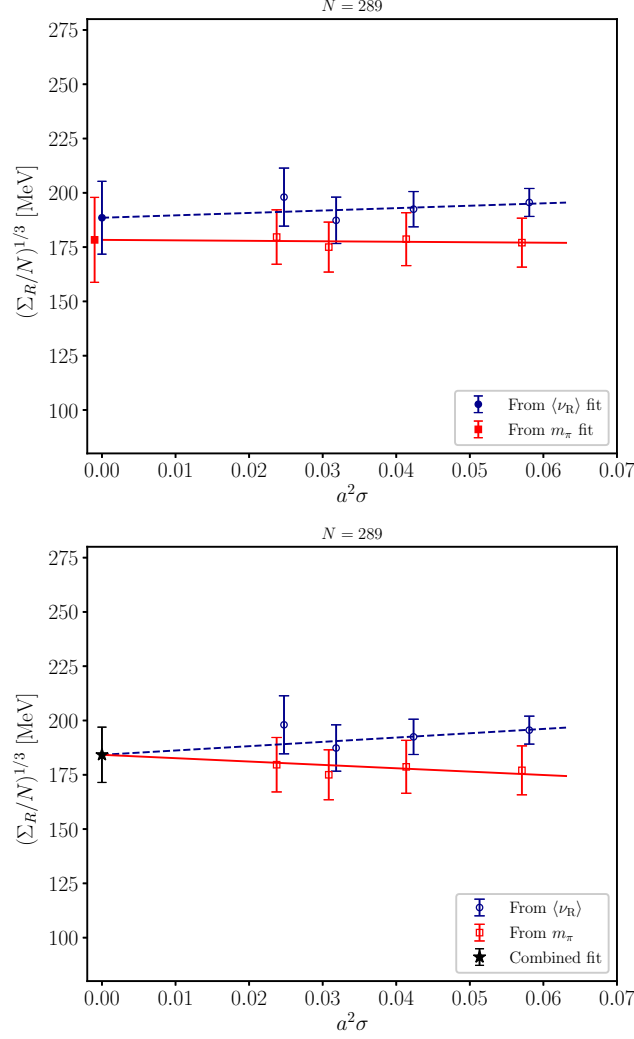 N = 289
275
250
225
200
175
150
125
100
(Σ_R/N)^{1/3} [MeV]
From ⟨ν_R⟩ fit
From m_π fit
0.00 0.01 0.02 0.03 0.04 0.05 0.06 0.07
a²σ
N = 289
275
250
225
200
175
150
125
100
(Σ_R/N)^{1/3} [MeV]
From ⟨ν_R⟩
From m_π
Combined fit
0.00 0.01 0.02 0.03 0.04 0.05 0.06 0.07
a²σ